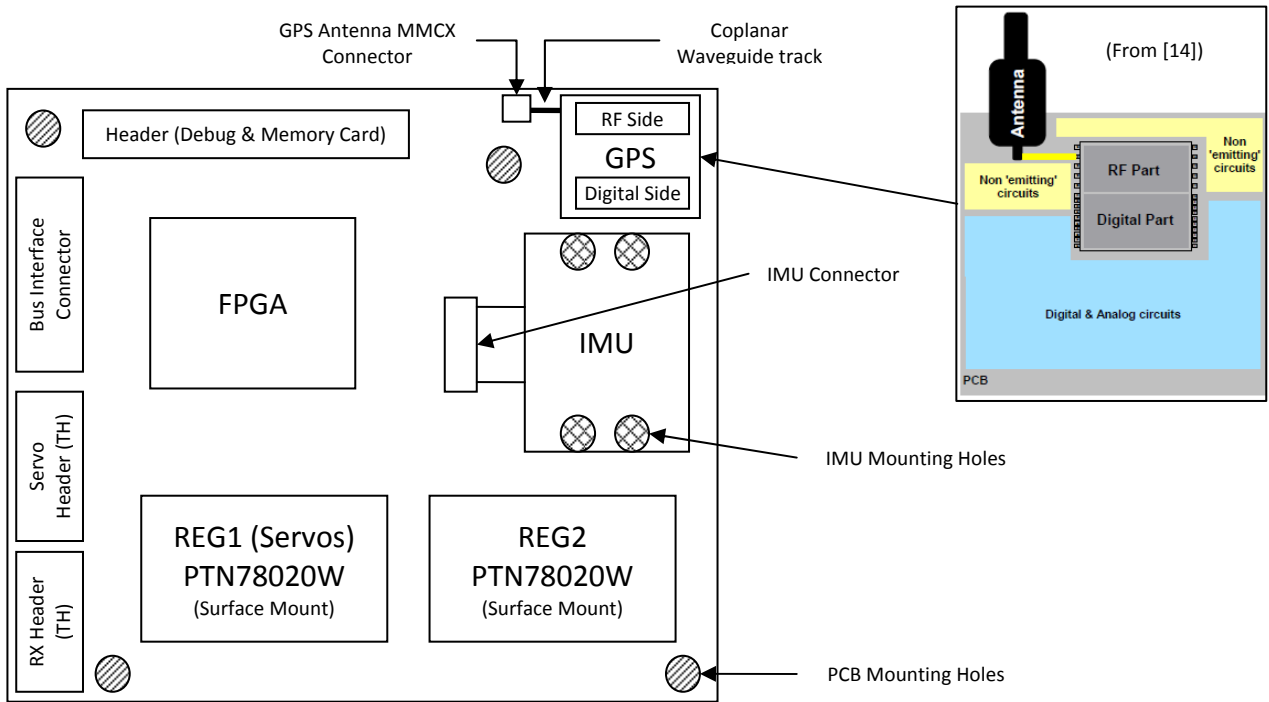 GPS Antenna MMCX
Connector
Coplanar
Waveguide track
(From [14])
Antenna
Non
'emitting'
circuits
Non 'emitting'
circuits
RF Part
Digital Part
Digital & Analog circuits
PCB
Header (Debug & Memory Card)
RF Side
GPS
Digital Side
Bus Interface
Connector
FPGA
IMU Connector
IMU
Servo
Header (TH)
IMU Mounting Holes
REG1 (Servos)
PTN78020W
(Surface Mount)
REG2
PTN78020W
(Surface Mount)
RX Header
(TH)
PCB Mounting Holes